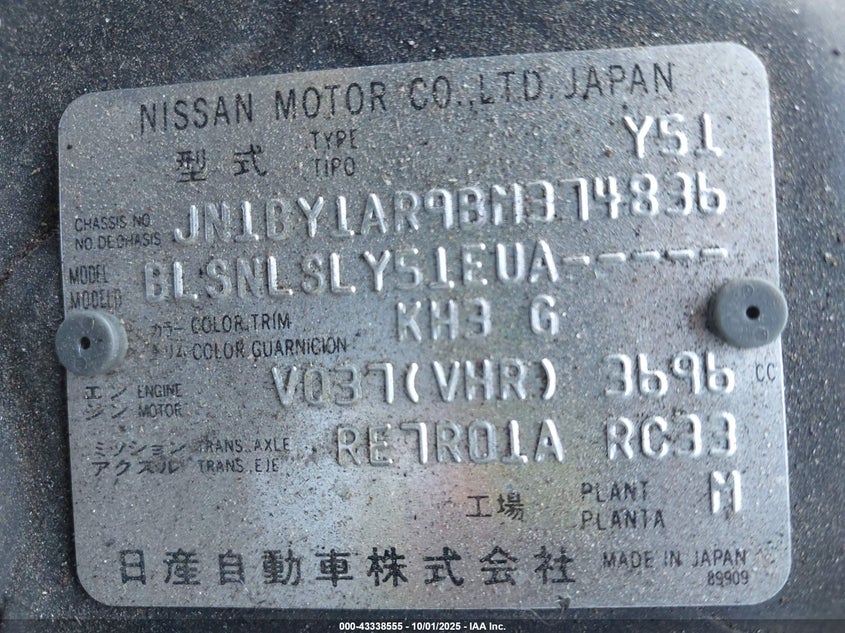 NISSAN MOTOR CO.,LTD.JAPAN
型式 TYPE TIPO Y51
CHASSIS NO. NO. DE CHASIS JN1BY1AR9BM374836
MODEL MODELO BLSNLSLY51EUA-----
カラー COLOR,TRIM KH3 G
トリム COLOR GUARNICION
エンジン ENGINE MOTOR VQ37(VHR) 3696 CC
ミッション TRANS. AXLE RE7R01A RC33
アクスル TRANS. EJE
工場 PLANT PLANTA M
日産自動車株式会社 MADE IN JAPAN
89909
000-43338555 - 10/01/2025 - IAA Inc.